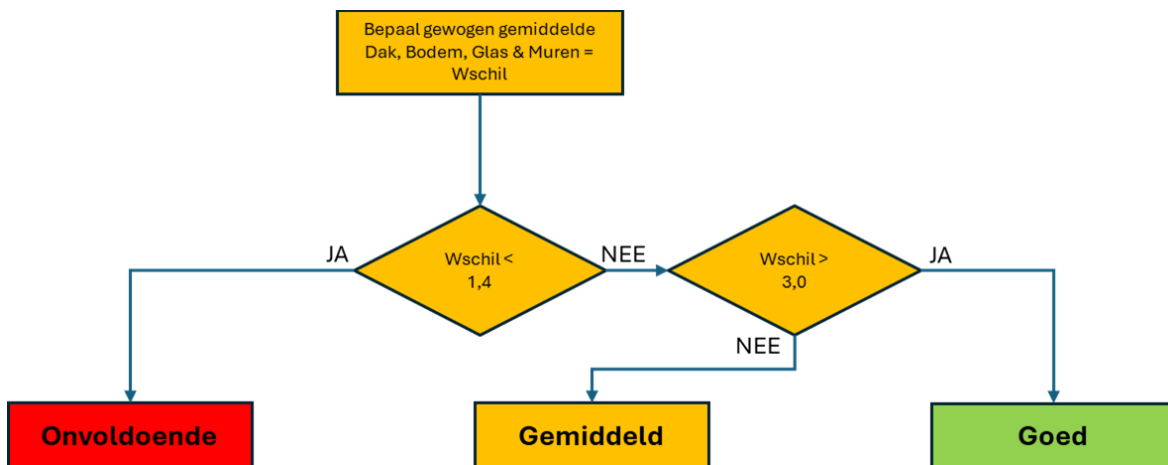 Bepaal gewogen gemiddelde
Dak, Bodem, Glas & Muren =
Wschil
JA
Wschil <
1,4
NEE
Wschil >
3,0
JA
NEE
Onvoldoende
Gemiddeld
Goed